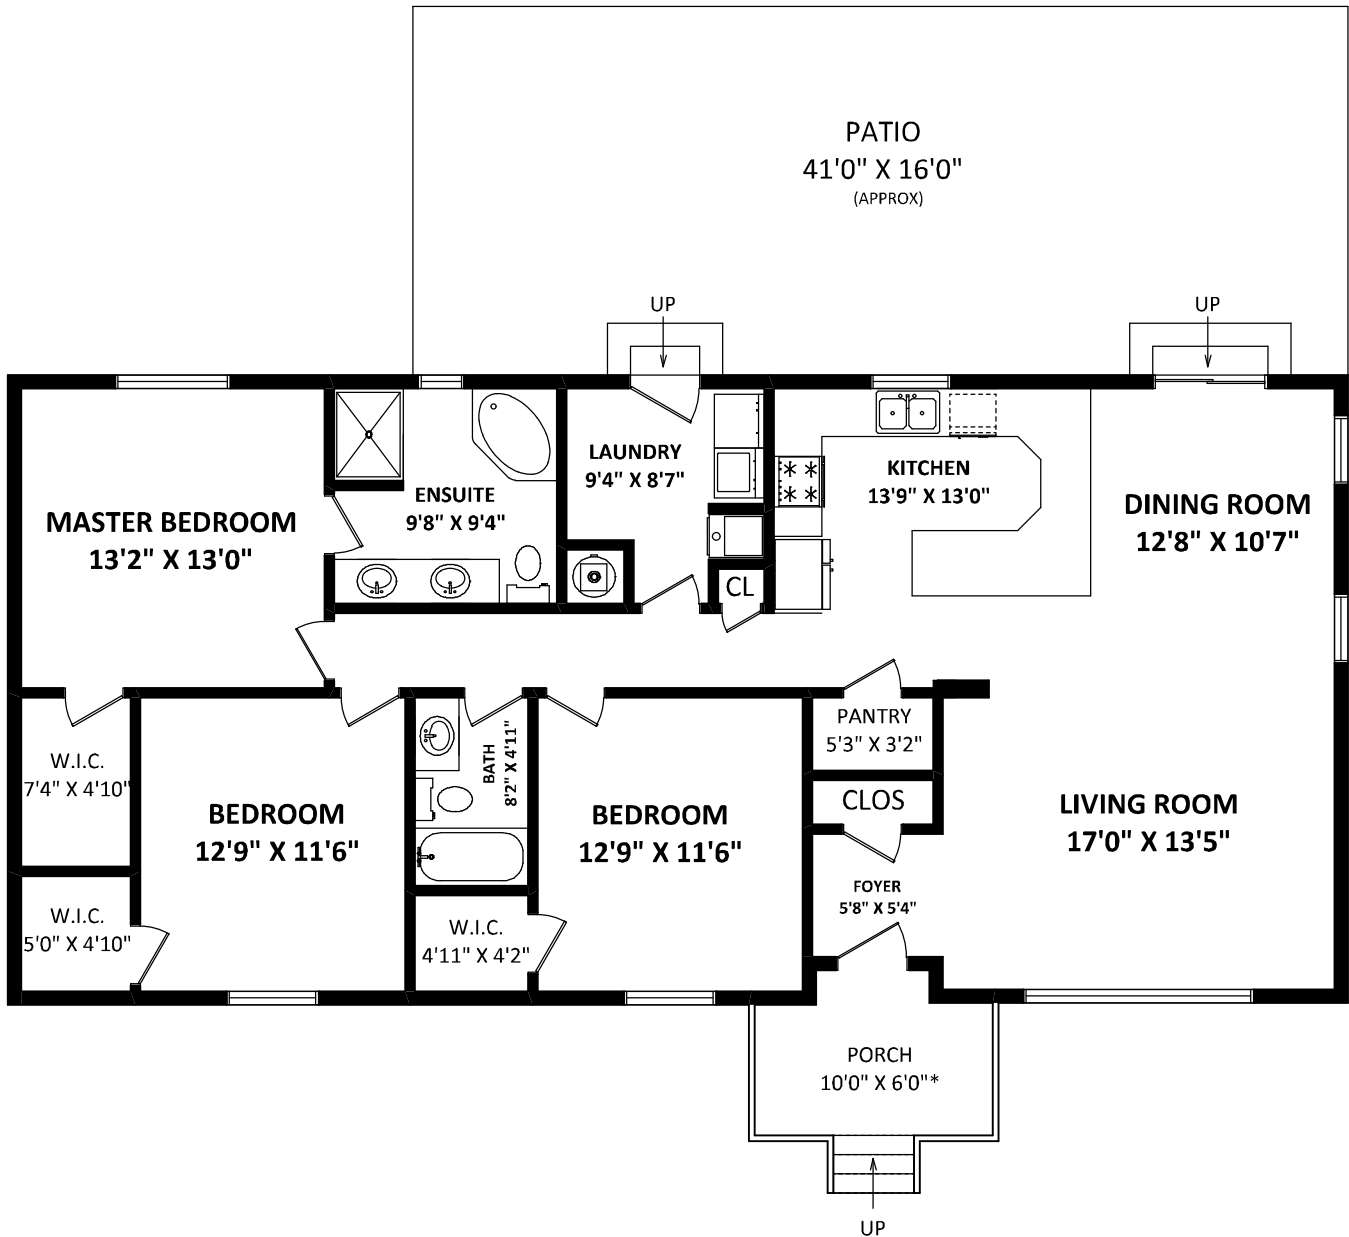 PATIO
41'0" X 16'0"
(APPROX)
UP
UP
LAUNDRY
9'4" X 8'7"
KITCHEN
13'9" X 13'0"
ENSUITE
9'8" X 9'4"
DINING ROOM
12'8" X 10'7"
MASTER BEDROOM
13'2" X 13'0"
CL
PANTRY
5'3" X 3'2"
BATH
8'2" X 4'11"
W.I.C.
7'4" X 4'10"
CLOS
LIVING ROOM
17'0" X 13'5"
BEDROOM
12'9" X 11'6"
BEDROOM
12'9" X 11'6"
FOYER
5'8" X 5'4"
W.I.C.
5'0" X 4'10"
W.I.C.
4'11" X 4'2"
PORCH
10'0" X 6'0"*
UP